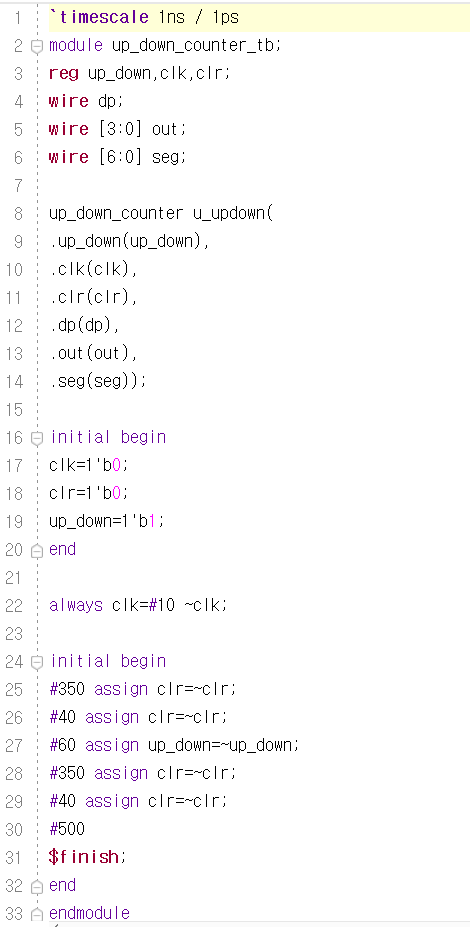 1 `timescale 1ns / 1ps
2 module up_down_counter_tb;
3 reg up_down,clk,clr;
4 wire dp;
5 wire [3:0] out;
6 wire [6:0] seg;
7
8 up_down_counter u_updown(
9 .up_down(up_down),
10 .clk(clk),
11 .clr(clr),
12 .dp(dp),
13 .out(out),
14 .seg(seg));
15
16 initial begin
17 clk=1'b0;
18 clr=1'b0;
19 up_down=1'b1;
20 end
21
22 always clk=#10 ~clk;
23
24 initial begin
25 #350 assign clr=~clr;
26 #40 assign clr=~clr;
27 #60 assign up_down=~up_down;
28 #350 assign clr=~clr;
29 #40 assign clr=~clr;
30 #500
31 $finish;
32 end
33 endmodule